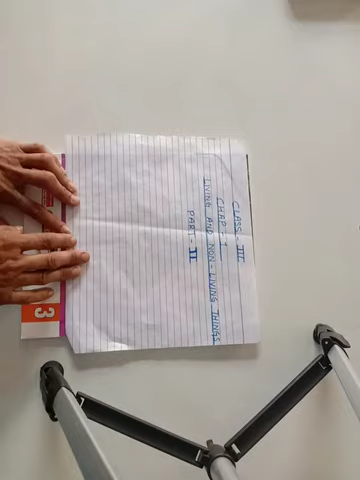 CLASS - III
CHAP - 1
LIVING AND NON-LIVING THINGS
PART - II
3